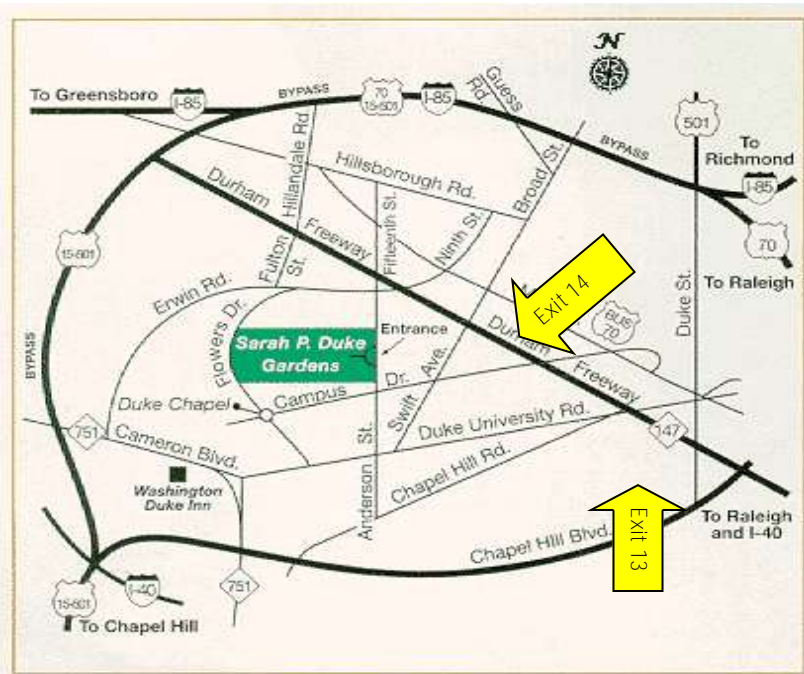 N
To Greensboro
I-85
BYPASS
70
15-501
I-85
Guess
Rd.
501
BYPASS
To
Richmond
I-85
70
To Raleigh
Hillandale Rd
Hillsborough Rd.
Broad St.
Durham
Freeway
Fulton
St.
Fifteenth St.
Ninth St.
15-501
BYPASS
Erwin Rd.
Flowers Dr.
Exit 14
BUS
70
Duke St.
Sarah P. Duke
Gardens
Entrance
Durham
Freeway
Duke Chapel
Campus
Dr.
Swift
Ave.
751
Cameron Blvd.
Duke University Rd.
147
Washington
Duke Inn
Anderson
St.
Chapel Hill Rd.
Exit 13
To Raleigh
and I-40
Chapel Hill Blvd.
751
I-40
15-501
To Chapel Hill